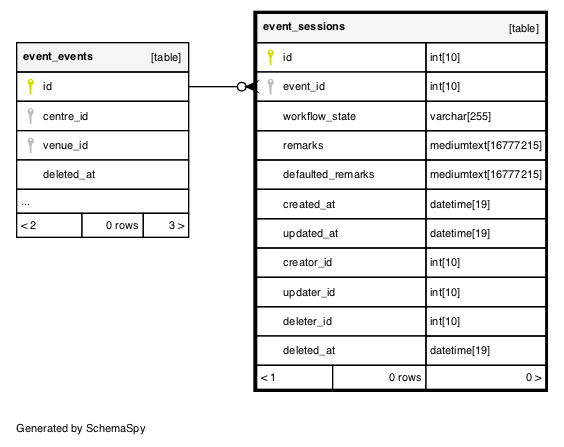 event_events [table]
id
centre_id
venue_id
deleted_at
...
< 2 0 rows 3 >
event_sessions [table]
id int[10]
event_id int[10]
workflow_state varchar[255]
remarks mediumtext[16777215]
defaulted_remarks mediumtext[16777215]
created_at datetime[19]
updated_at datetime[19]
creator_id int[10]
updater_id int[10]
deleter_id int[10]
deleted_at datetime[19]
< 1 0 rows 0 >
Generated by SchemaSpy